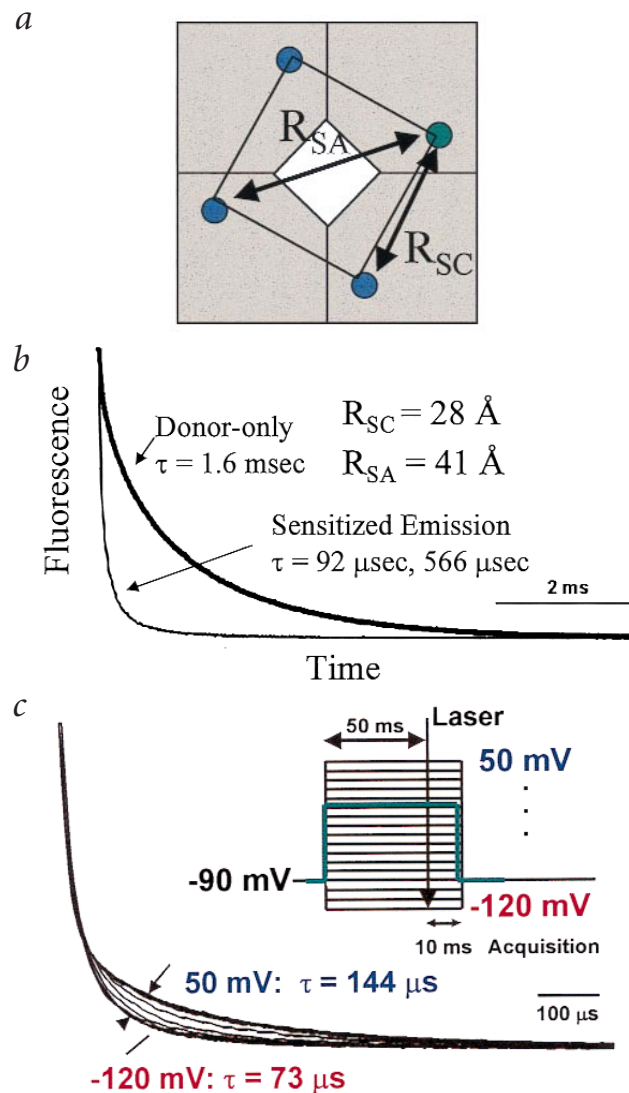 a
R_SA
R_SC
b
Fluorescence
Donor-only
τ = 1.6 msec
R_SC = 28 Å
R_SA = 41 Å
Sensitized Emission
τ = 92 μsec, 566 μsec
2 ms
Time
c
50 ms
Laser
50 mV
.
.
.
-90 mV
-120 mV
10 ms Acquisition
50 mV: τ = 144 μs
100 μs
-120 mV: τ = 73 μs